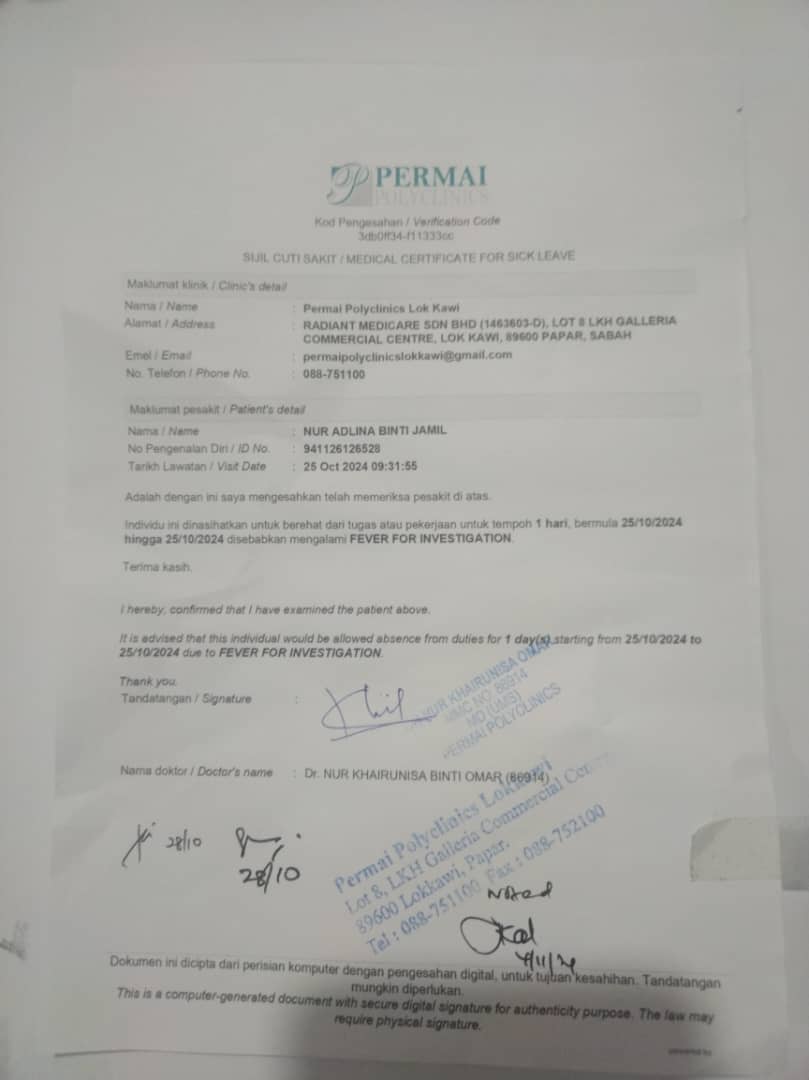 PERMAI
POLYCLINICS
Kod Pengesahan / Verification Code
3db0ff34-f11333cc
SIJIL CUTI SAKIT / MEDICAL CERTIFICATE FOR SICK LEAVE
Maklumat klinik / Clinic's detail
Nama / Name : Permai Polyclinics Lok Kawi
Alamat / Address : RADIANT MEDICARE SDN BHD (1463603-D), LOT 8 LKH GALLERIA
COMMERCIAL CENTRE, LOK KAWI, 89600 PAPAR, SABAH
Emel / Email : permaipolyclinicslokkawi@gmail.com
No. Telefon / Phone No. : 088-751100
Maklumat pesakit / Patient's detail
Nama / Name : NUR ADLINA BINTI JAMIL
No Pengenalan Diri / ID No. : 941126126528
Tarikh Lawatan / Visit Date : 25 Oct 2024 09:31:55
Adalah dengan ini saya mengesahkan telah memeriksa pesakit di atas.
Individu ini dinasihatkan untuk berehat dari tugas atau pekerjaan untuk tempoh 1 hari, bermula 25/10/2024
hingga 25/10/2024 disebabkan mengalami FEVER FOR INVESTIGATION.
Terima kasih.
I hereby, confirmed that I have examined the patient above.
It is advised that this individual would be allowed absence from duties for 1 day(s) starting from 25/10/2024 to
25/10/2024 due to FEVER FOR INVESTIGATION.
Thank you.
Tandatangan / Signature :
NUR KHAIRUNISA OMAR
MMC NO: 86914
MD (UMS)
PERMAI POLYCLINICS
Nama doktor / Doctor's name : Dr. NUR KHAIRUNISA BINTI OMAR (86914)
28/10
28/10
Permai Polyclinics Lokkawi
Lot 8, LKH Galleria Commercial
89600 Lokkawi, Papar.
Tel : 088-751100 Fax : 088-752100
Noted
Dokumen ini dicipta dari perisian komputer dengan pengesahan digital, untuk tujuan kesahihan. Tandatangan
mungkin diperlukan.
This is a computer-generated document with secure digital signature for authenticity purpose. The law may
require physical signature.
powered by